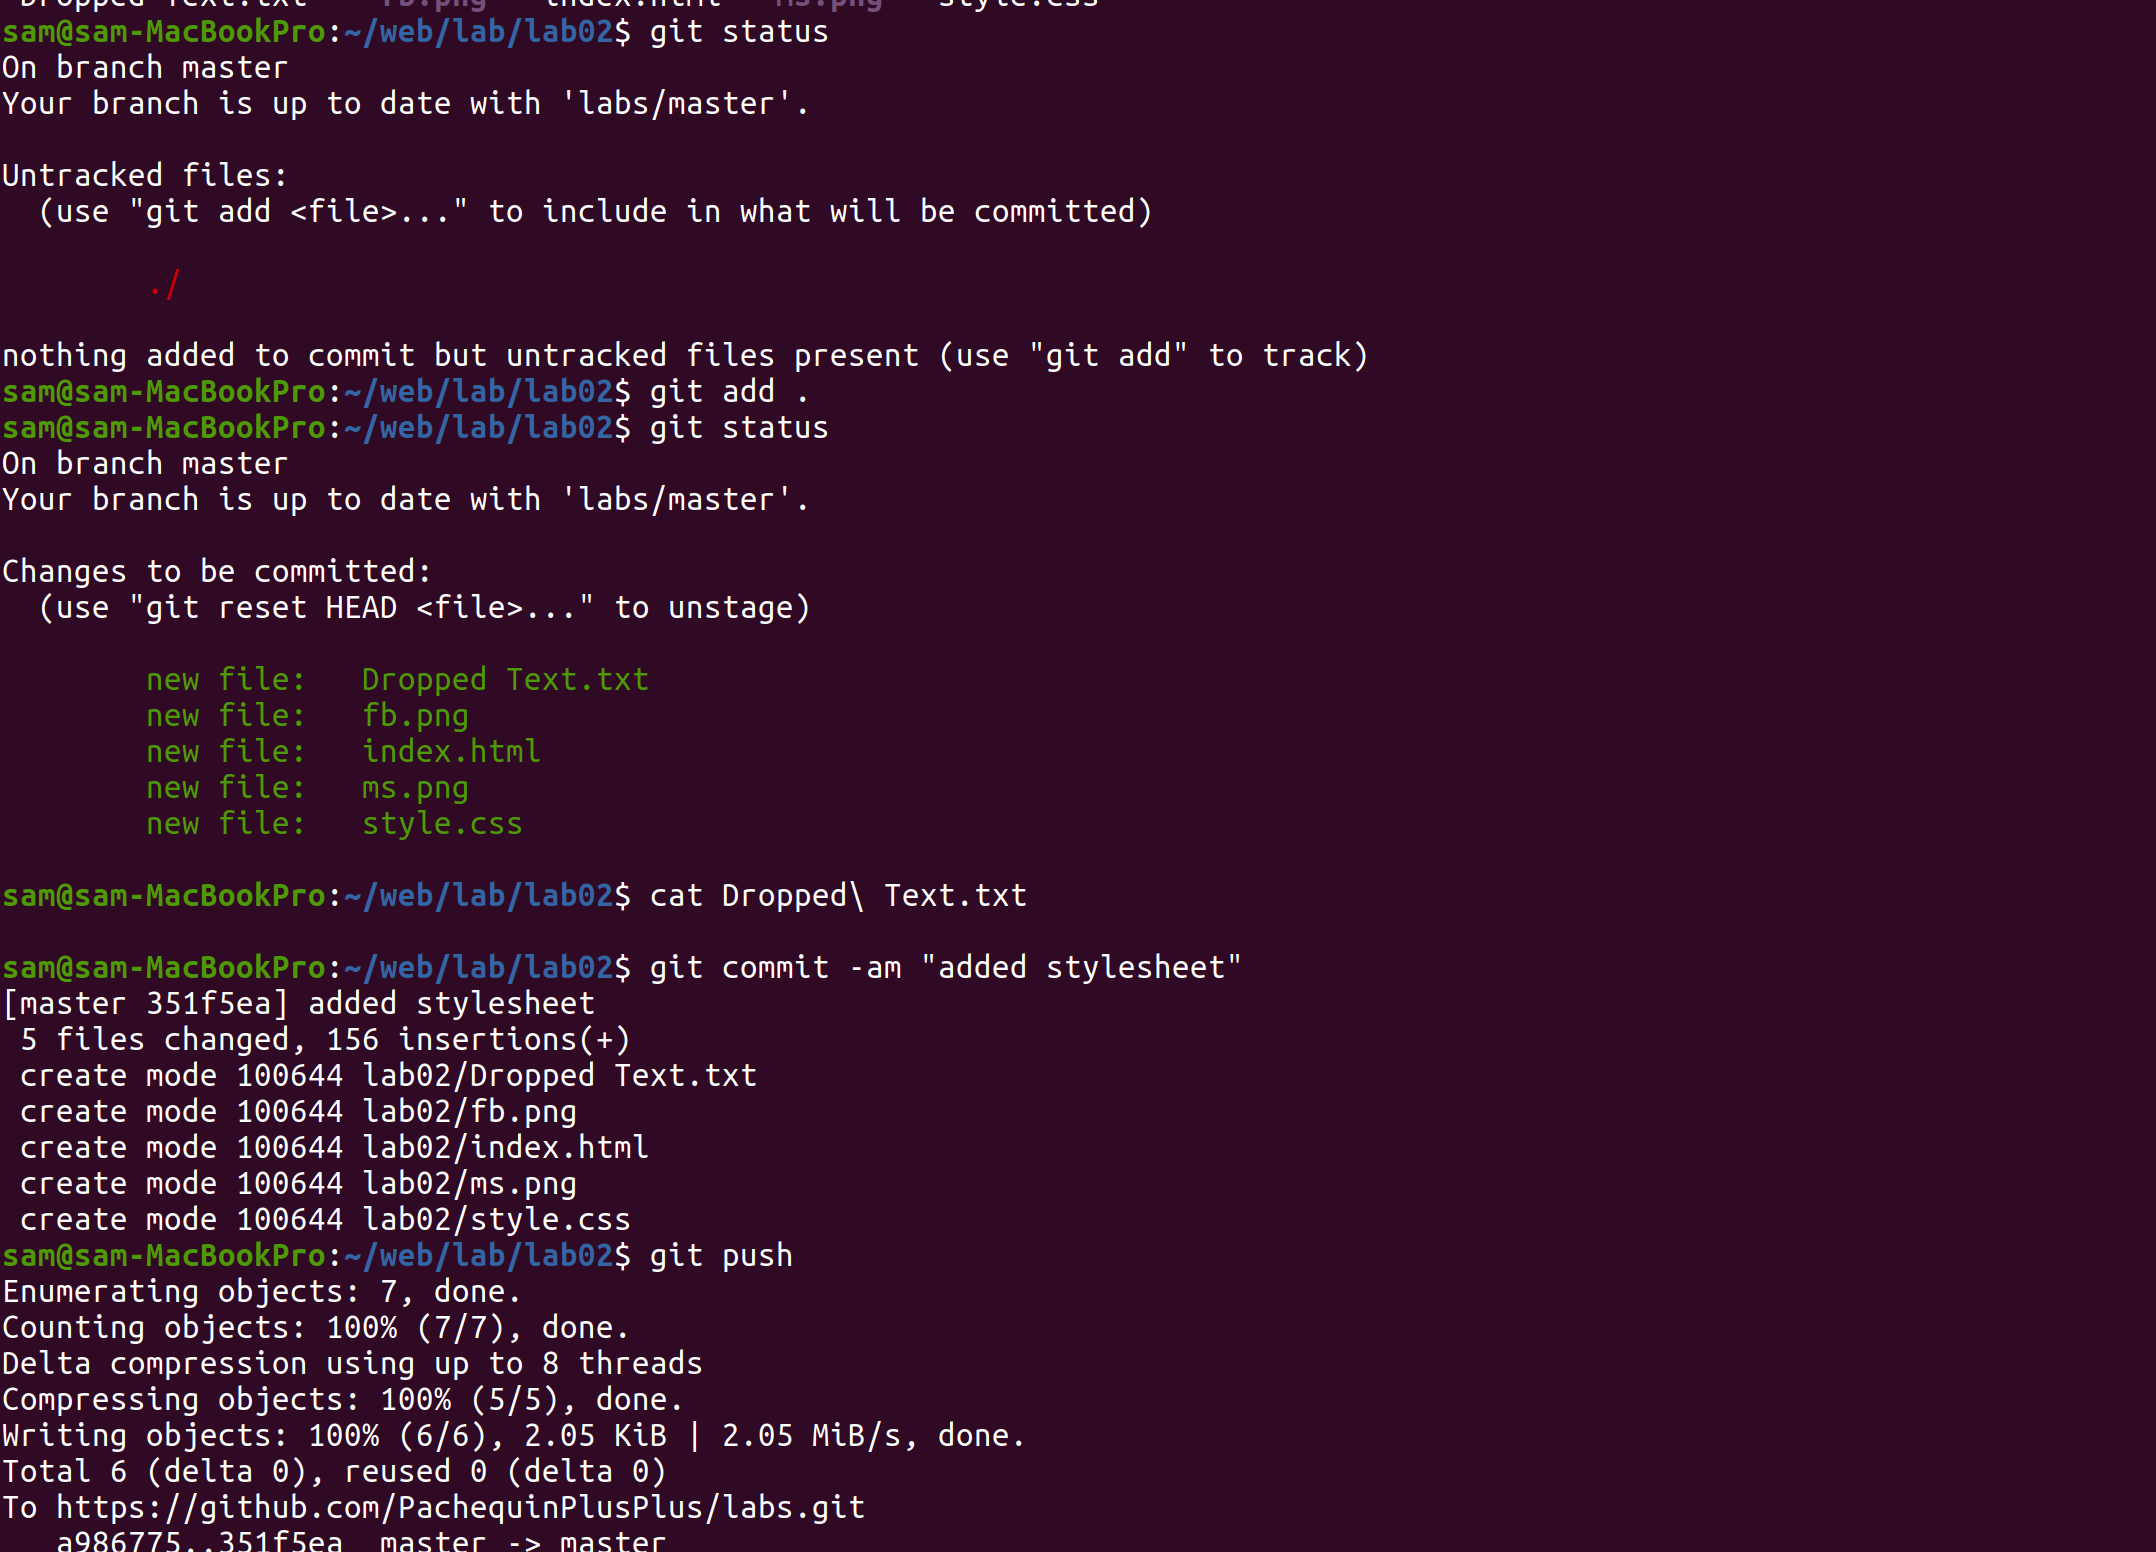 Dropped Text.txt    fb.png   index.html   ms.png   style.css
sam@sam-MacBookPro:~/web/lab/lab02$ git status
On branch master
Your branch is up to date with 'labs/master'.

Untracked files:
  (use "git add <file>..." to include in what will be committed)

        ./

nothing added to commit but untracked files present (use "git add" to track)
sam@sam-MacBookPro:~/web/lab/lab02$ git add .
sam@sam-MacBookPro:~/web/lab/lab02$ git status
On branch master
Your branch is up to date with 'labs/master'.

Changes to be committed:
  (use "git reset HEAD <file>..." to unstage)

        new file:   Dropped Text.txt
        new file:   fb.png
        new file:   index.html
        new file:   ms.png
        new file:   style.css

sam@sam-MacBookPro:~/web/lab/lab02$ cat Dropped\ Text.txt

sam@sam-MacBookPro:~/web/lab/lab02$ git commit -am "added stylesheet"
[master 351f5ea] added stylesheet
 5 files changed, 156 insertions(+)
 create mode 100644 lab02/Dropped Text.txt
 create mode 100644 lab02/fb.png
 create mode 100644 lab02/index.html
 create mode 100644 lab02/ms.png
 create mode 100644 lab02/style.css
sam@sam-MacBookPro:~/web/lab/lab02$ git push
Enumerating objects: 7, done.
Counting objects: 100% (7/7), done.
Delta compression using up to 8 threads
Compressing objects: 100% (5/5), done.
Writing objects: 100% (6/6), 2.05 KiB | 2.05 MiB/s, done.
Total 6 (delta 0), reused 0 (delta 0)
To https://github.com/PachequinPlusPlus/labs.git
   a986775..351f5ea  master -> master